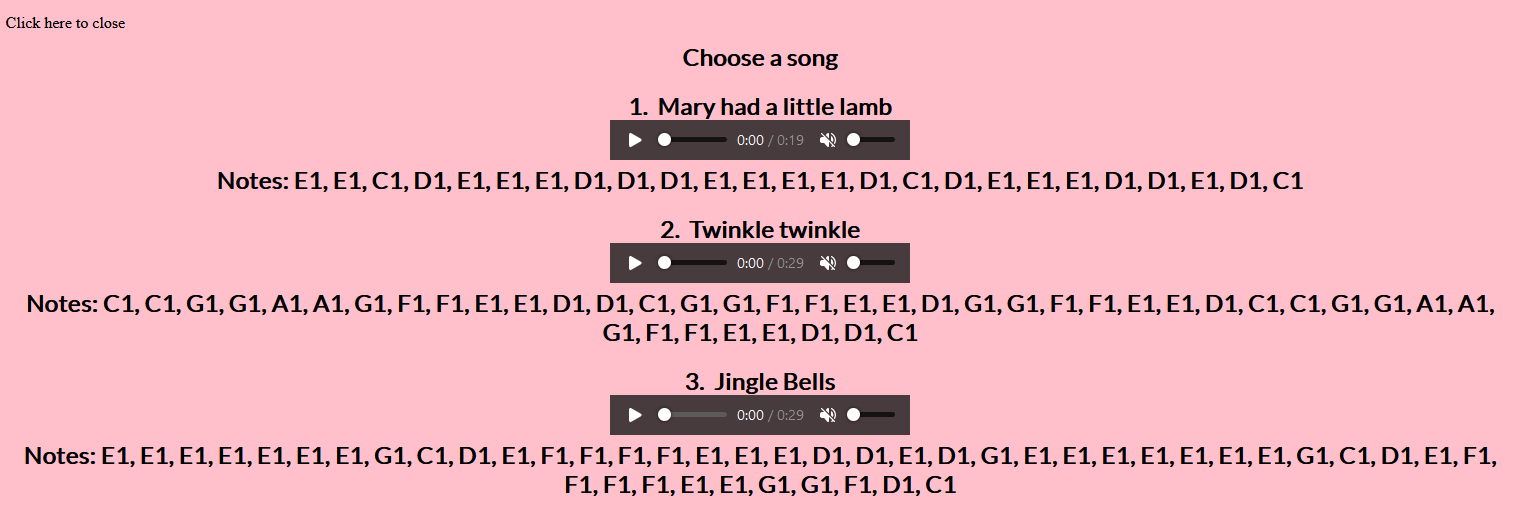 Click here to close
Choose a song
1. Mary had a little lamb
0:00 / 0:19
Notes: E1, E1, C1, D1, E1, E1, E1, D1, D1, D1, E1, E1, E1, E1, D1, C1, D1, E1, E1, E1, D1, D1, E1, D1, C1
2. Twinkle twinkle
0:00 / 0:29
Notes: C1, C1, G1, G1, A1, A1, G1, F1, F1, E1, E1, D1, D1, C1, G1, G1, F1, F1, E1, E1, D1, G1, G1, F1, F1, E1, E1, D1, C1, C1, G1, G1, A1, A1,
G1, F1, F1, E1, E1, D1, D1, C1
3. Jingle Bells
0:00 / 0:29
Notes: E1, E1, E1, E1, E1, E1, E1, G1, C1, D1, E1, F1, F1, F1, F1, E1, E1, E1, D1, D1, E1, D1, G1, E1, E1, E1, E1, E1, E1, E1, G1, C1, D1, E1, F1,
F1, F1, F1, E1, E1, G1, G1, F1, D1, C1